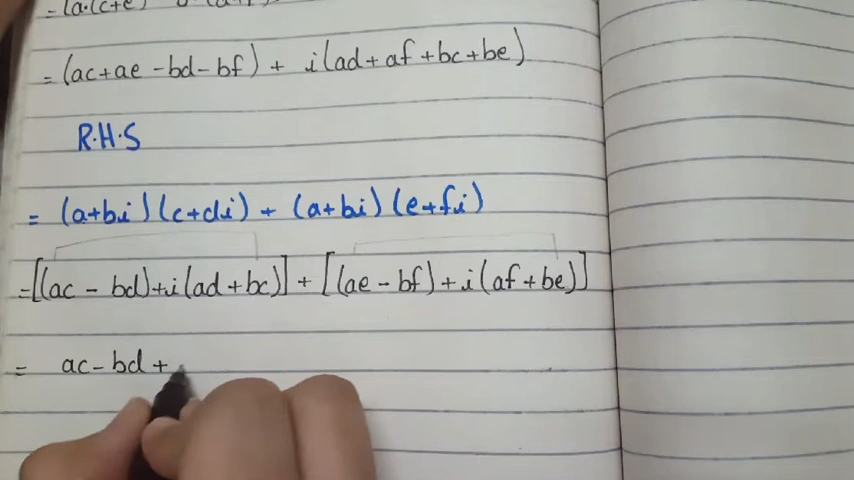 = (a.(c+e)
= (ac+ae -bd-bf) + i(ad+af+bc+be)
R.H.S
= (a+bi)(c+di) + (a+bi)(e+fi)
=[(ac - bd)+i(ad+bc)] + [(ae-bf)+i(af+be)]
= ac-bd+